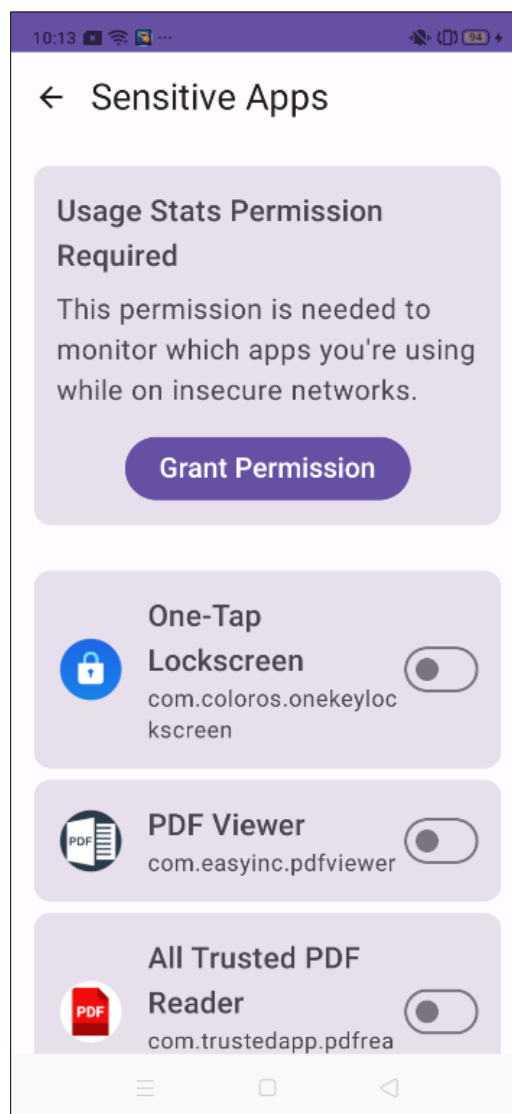 10:13
94
Sensitive Apps
Usage Stats Permission
Required
This permission is needed to
monitor which apps you're using
while on insecure networks.
Grant Permission
One-Tap
Lockscreen
com.coloros.onekeyloc
kscreen
PDF
PDF Viewer
com.easyinc.pdfviewer
PDF
All Trusted PDF
Reader
com.trustedapp.pdfrea